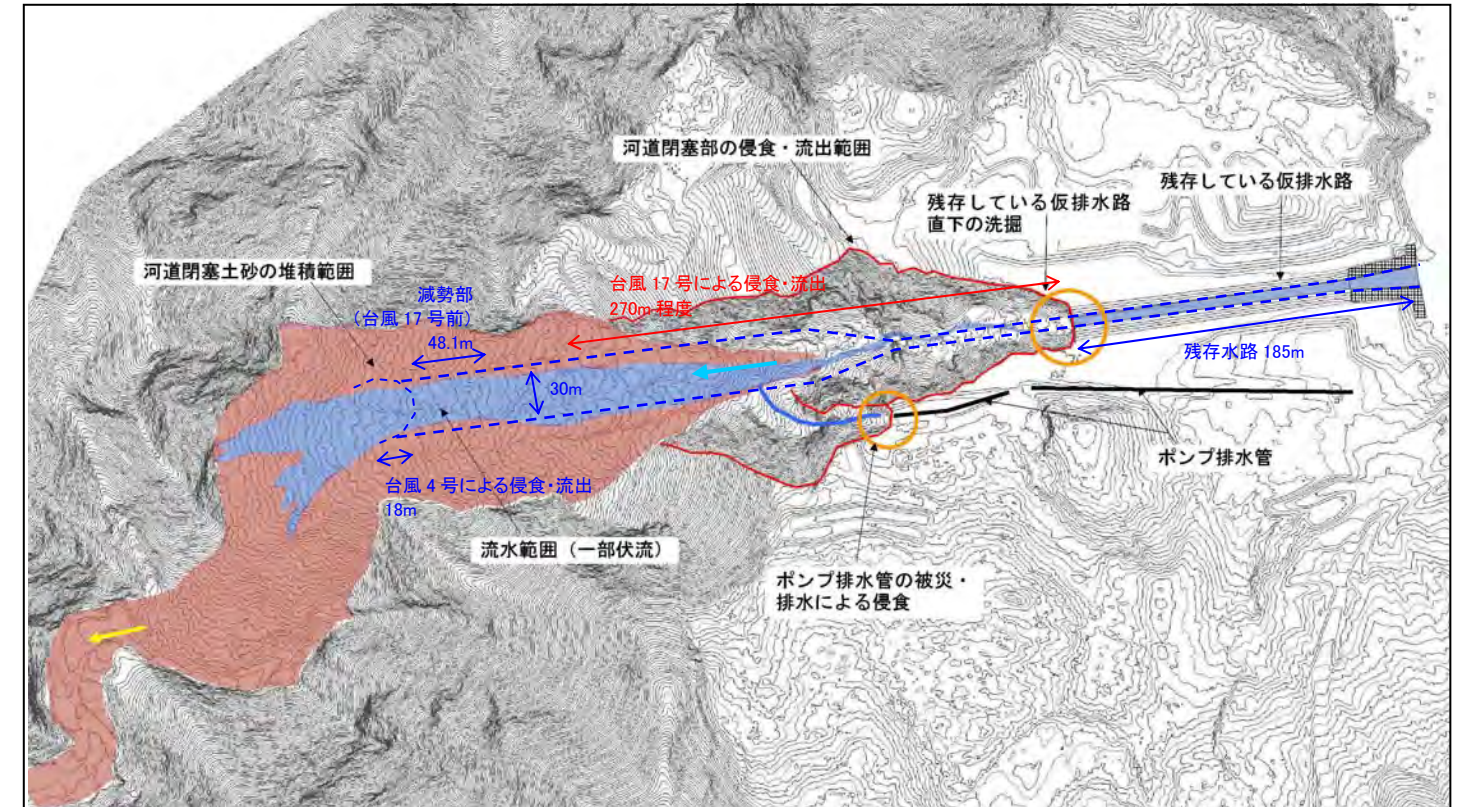 河道閉塞部の侵食・流出範囲
残存している仮排水路
残存している仮排水路
直下の洗掘
河道閉塞土砂の堆積範囲
台風 17 号による侵食・流出
270m 程度
減勢部
(台風 17 号前)
48.1m
残存水路 185m
30m
ポンプ排水管
台風 4 号による侵食・流出
18m
流水範囲（一部伏流）
ポンプ排水管の被災・
排水による侵食